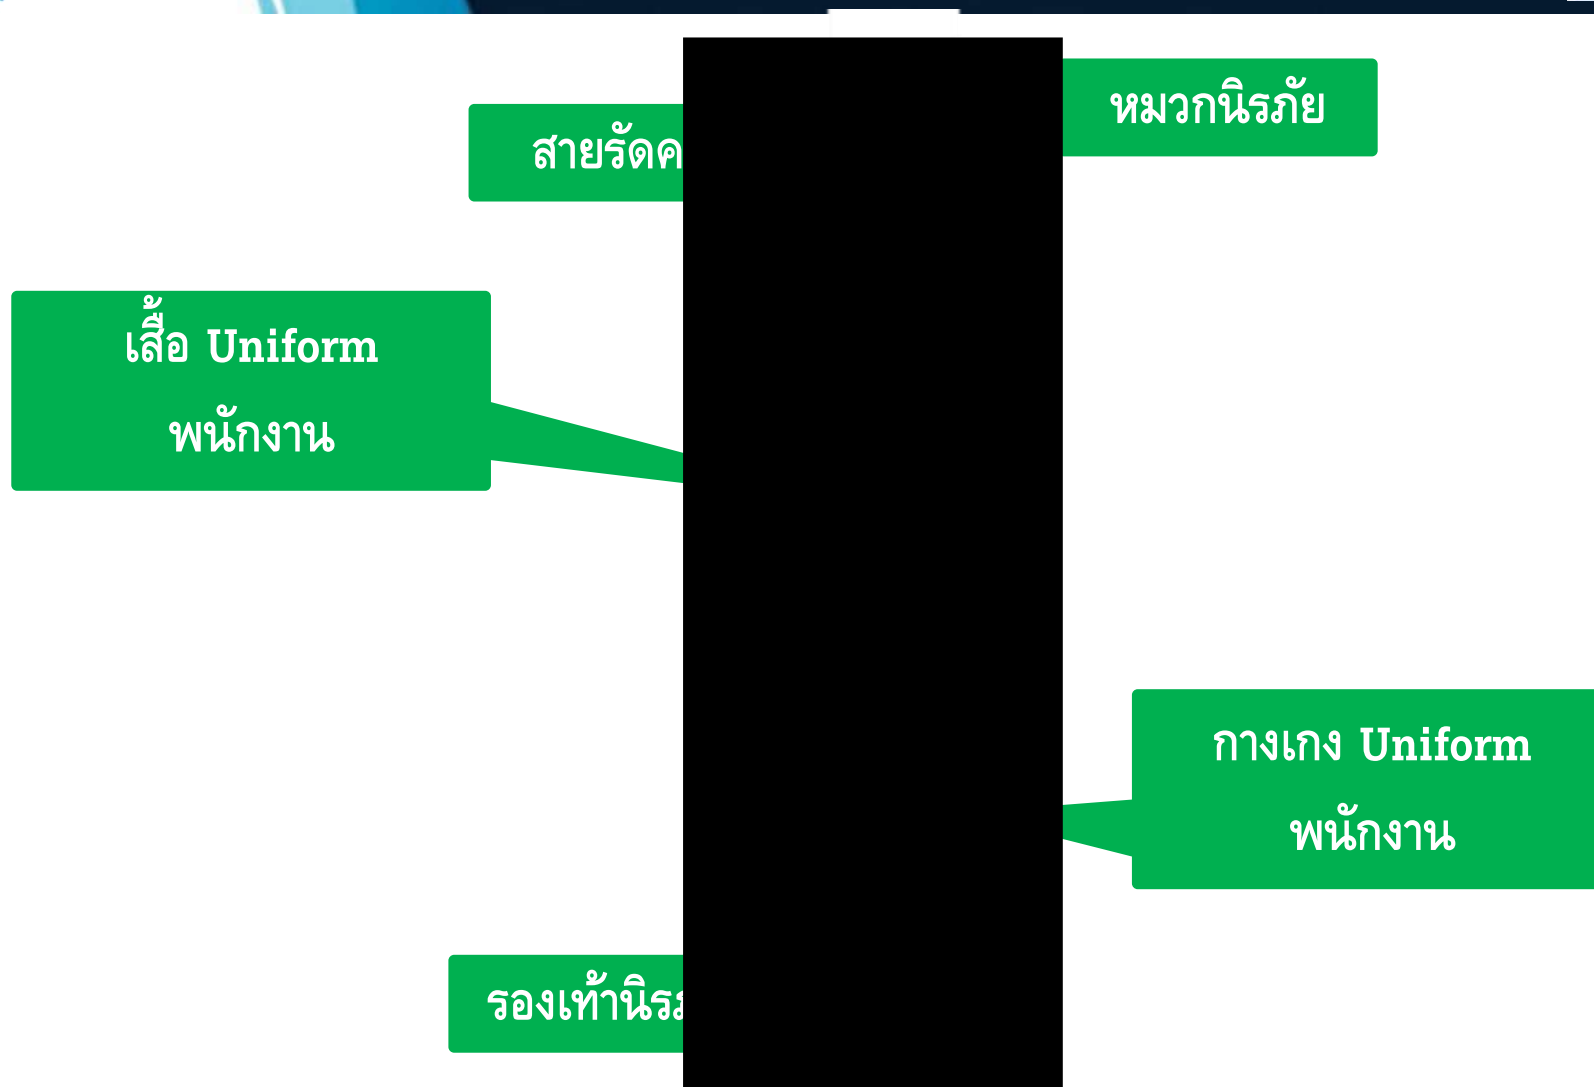 หมวกนิรภัย
สายรัดค
เสื้อ Uniform
พนักงาน
กางเกง Uniform
พนักงาน
รองเท้านิร